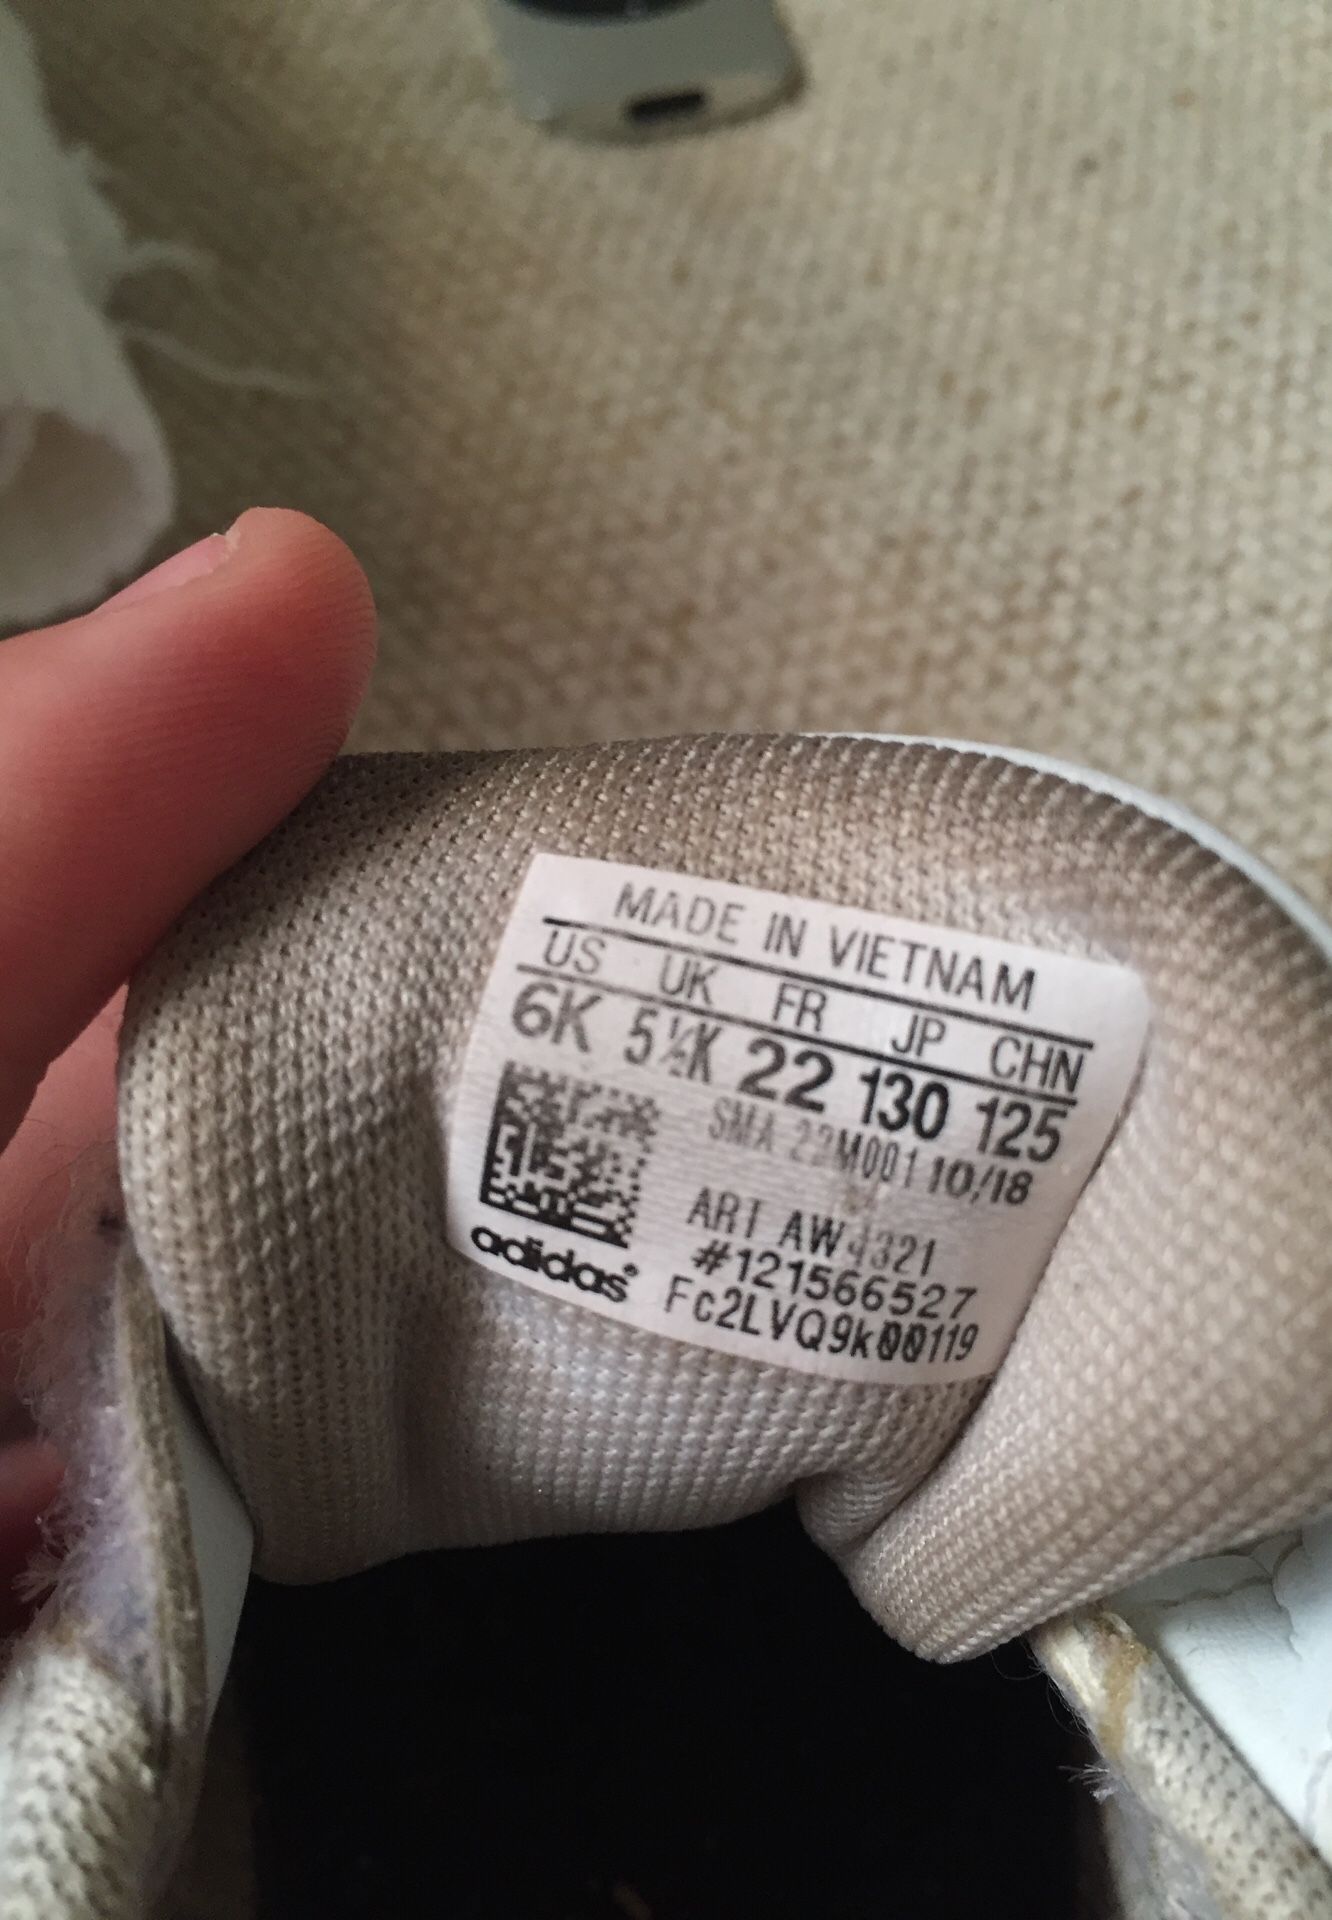 MADE IN VIETNAM
US UK FR JP CHN
6K 5½K 22 130 125
SMA 22M001 10/18
ART AW4321
#121566527
Fc2LVQ9k00119
adidas®